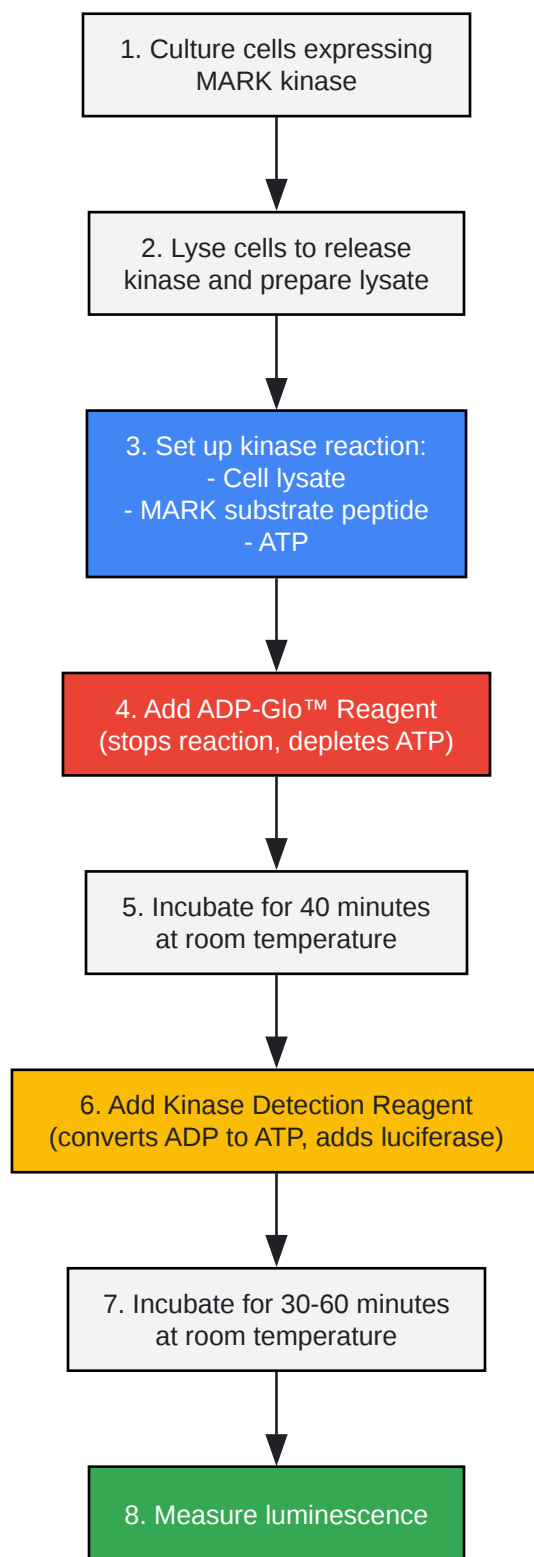 1. Culture cells expressing
MARK kinase
2. Lyse cells to release
kinase and prepare lysate
3. Set up kinase reaction:
- Cell lysate
- MARK substrate peptide
- ATP
4. Add ADP-Glo™ Reagent
(stops reaction, depletes ATP)
5. Incubate for 40 minutes
at room temperature
6. Add Kinase Detection Reagent
(converts ADP to ATP, adds luciferase)
7. Incubate for 30-60 minutes
at room temperature
8. Measure luminescence